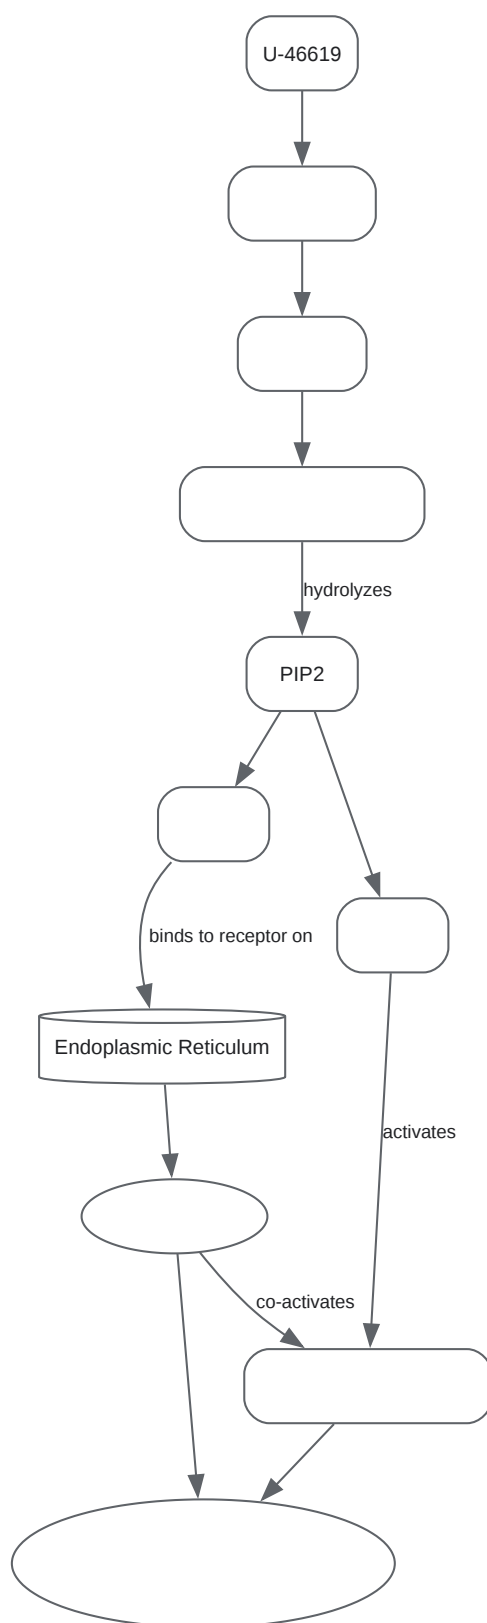 U-46619
hydrolyzes
PIP2
binds to receptor on
Endoplasmic Reticulum
activates
co-activates